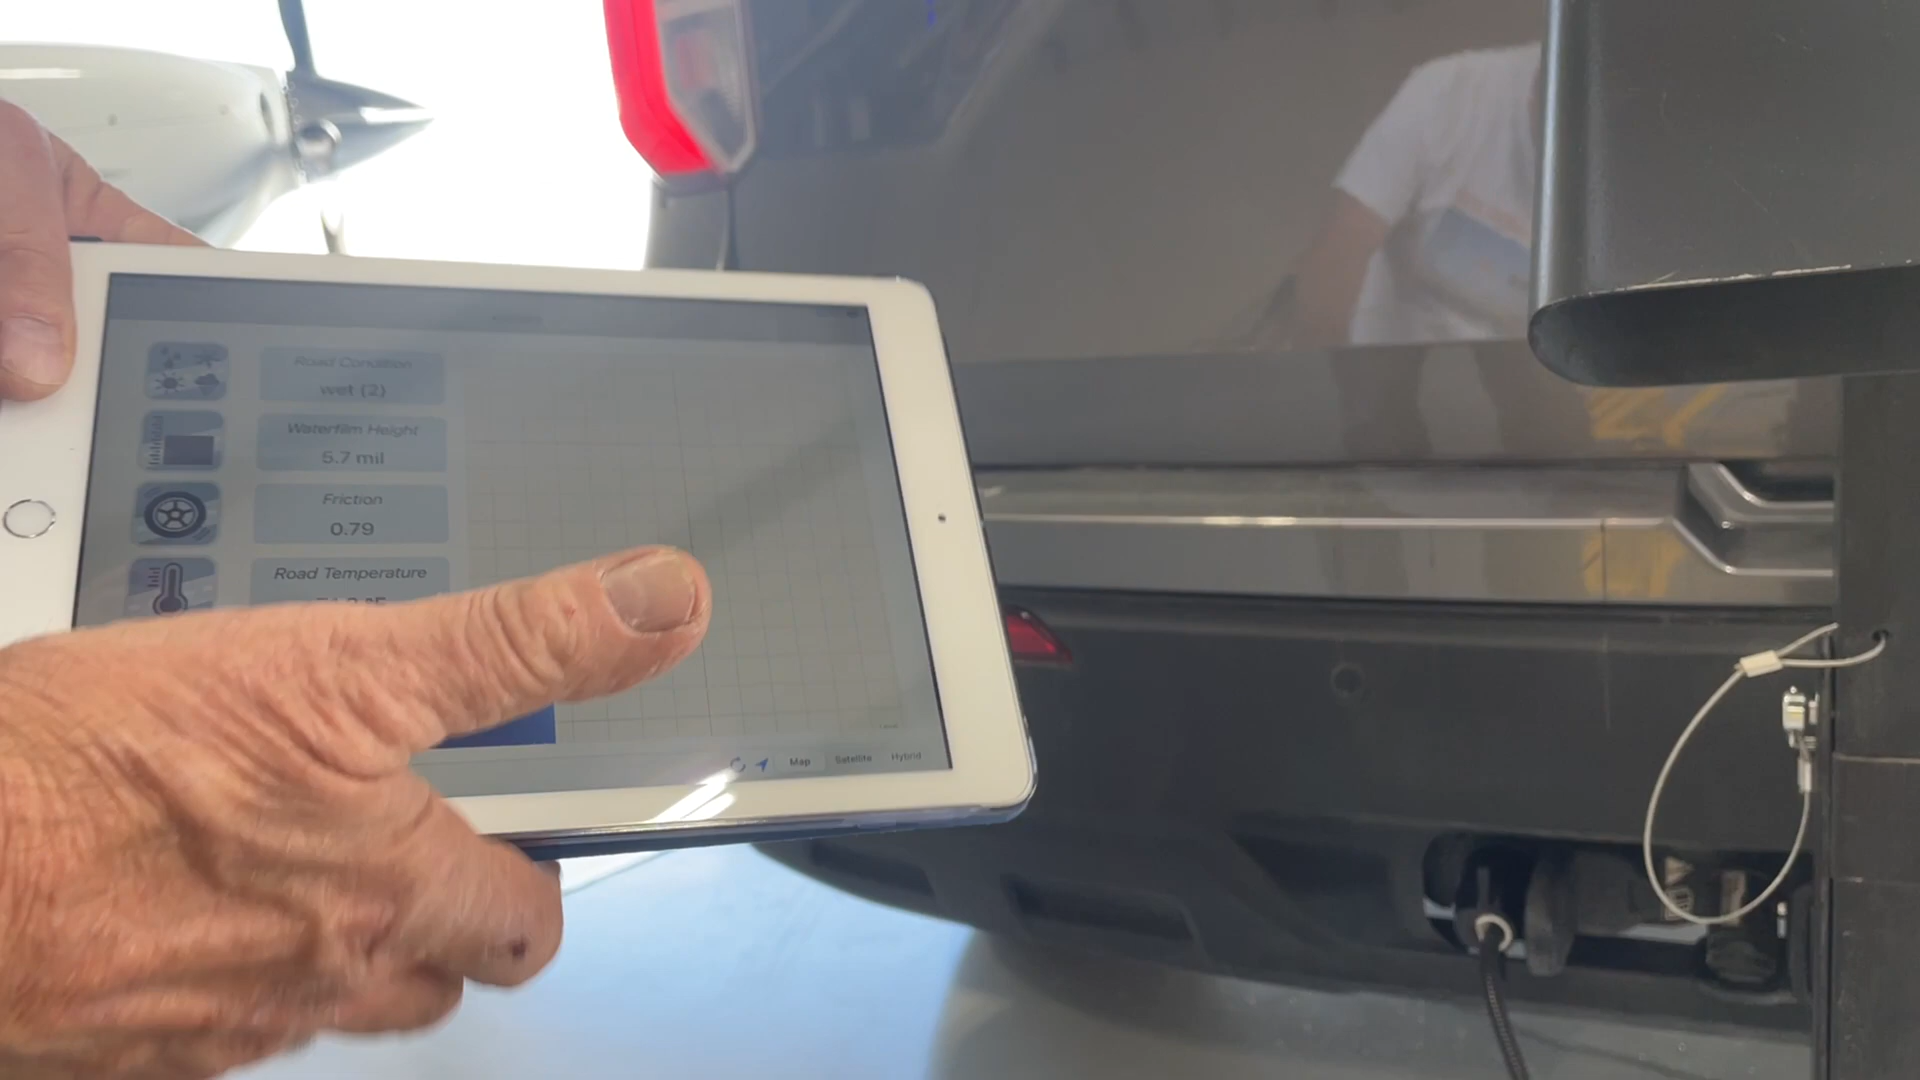 Road Condition
wet (2)
Waterfilm Height
5.7 mil
Friction
0.79
Road Temperature
Map
Satellite
Hybrid